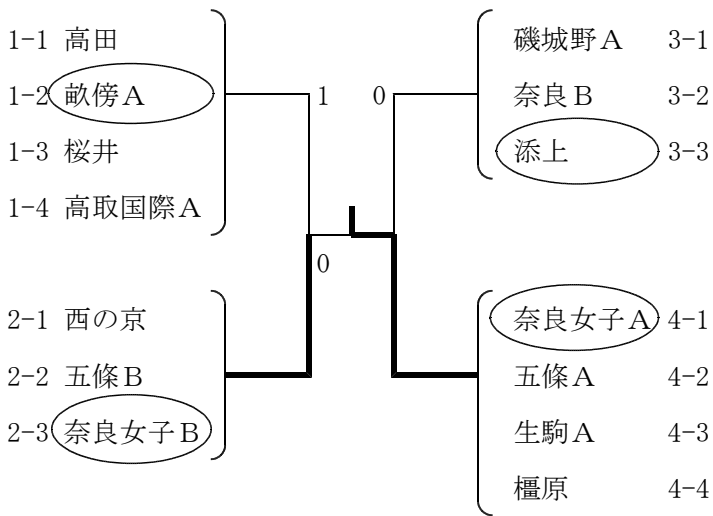 1-1 高田
1-2 畝傍A
1-3 桜井
1-4 高取国際A
1
0
磯城野A 3-1
奈良B 3-2
添上 3-3
0
2-1 西の京
2-2 五條B
2-3 奈良女子B
奈良女子A 4-1
五條A 4-2
生駒A 4-3
橿原 4-4